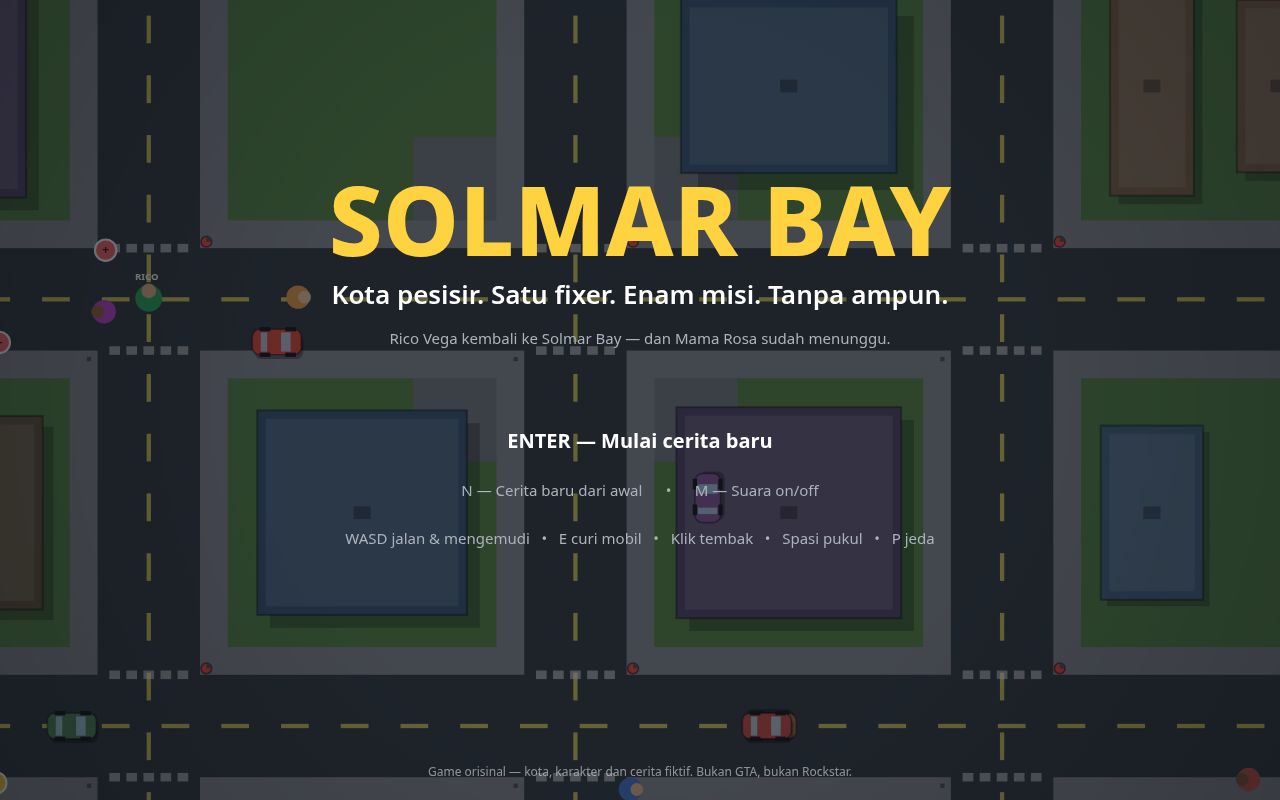 SOLMAR BAY
RICO
Kota pesisir. Satu fixer. Enam misi. Tanpa ampun.
Rico Vega kembali ke Solmar Bay — dan Mama Rosa sudah menunggu.
ENTER — Mulai cerita baru
N — Cerita baru dari awal • M — Suara on/off
WASD jalan & mengemudi • E curi mobil • Klik tembak • Spasi pukul • P jeda
Game orisinal — kota, karakter dan cerita fiktif. Bukan GTA, bukan Rockstar.